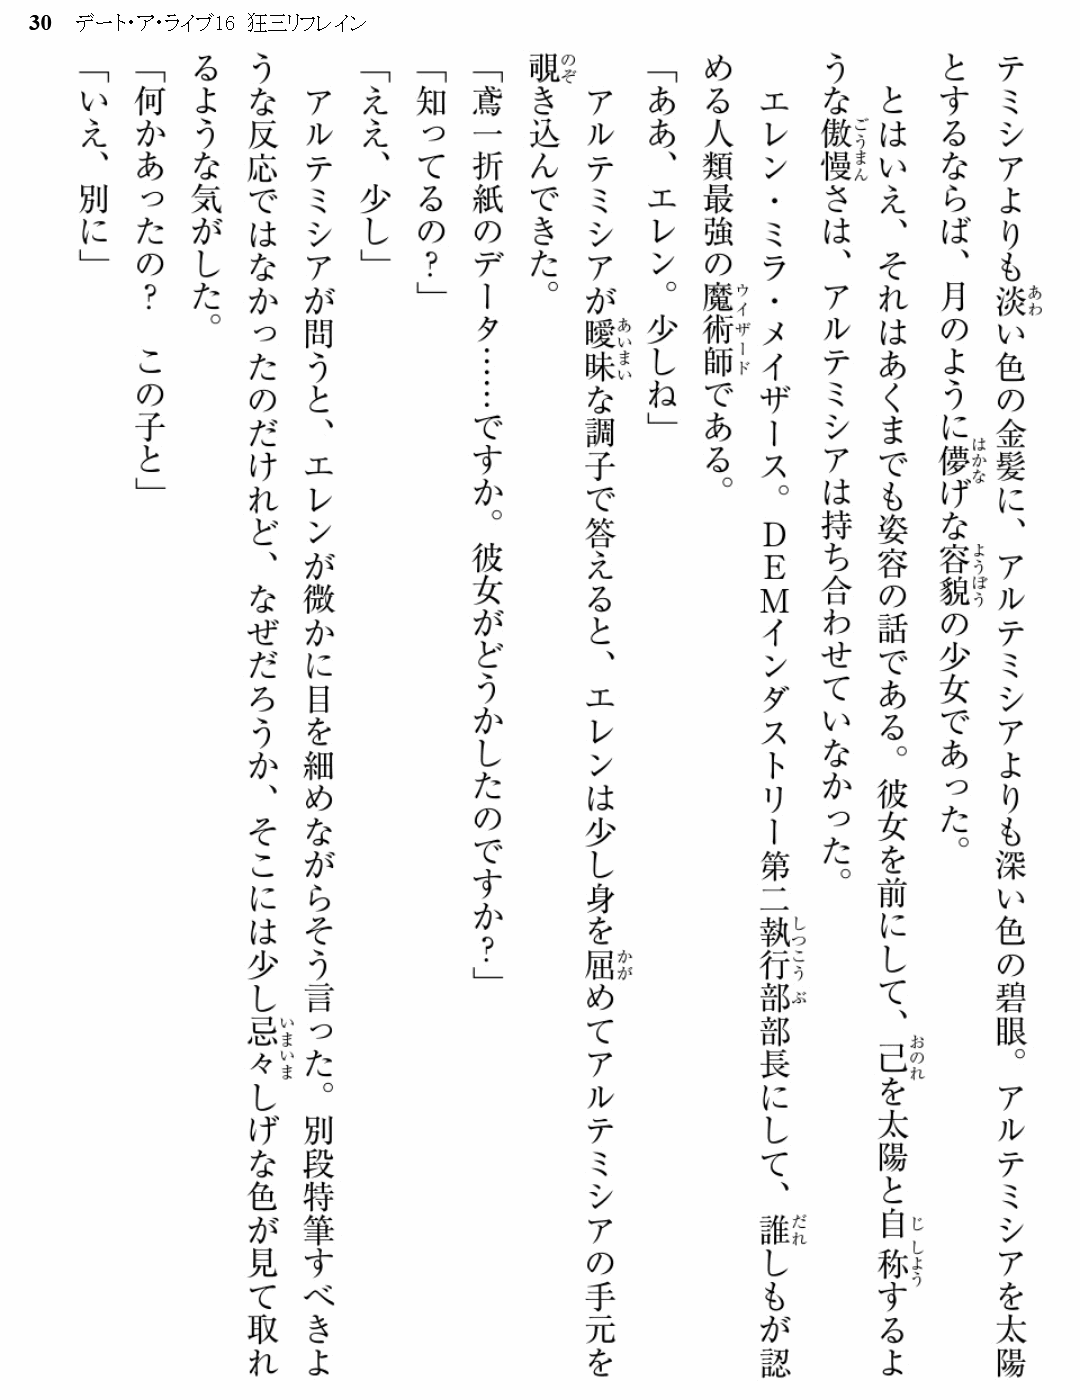 30 デート・ア・ライブ16 狂三リフレイン
テミシアよりも淡い色の金髪に、アルテミシアよりも深い色の碧眼。アルテミシアを太陽
とするならば、月のように儚げな容貌の少女であった。
　とはいえ、それはあくまでも姿容の話である。彼女を前にして、己を太陽と自称するよ
うな傲慢さは、アルテミシアは持ち合わせていなかった。
　エレン・ミラ・メイザース。DEMインダストリー第二執行部部長にして、誰しもが認
める人類最強の魔術師である。
「ああ、エレン。少しね」
　アルテミシアが曖昧な調子で答えると、エレンは少し身を屈めてアルテミシアの手元を
覗き込んできた。
「鳶一折紙のデータ……ですか。彼女がどうかしたのですか？」
「知ってるの？」
「ええ、少し」
　アルテミシアが問うと、エレンが微かに目を細めながらそう言った。別段特筆すべきよ
うな反応ではなかったのだけれど、なぜだろうか、そこには少し忌々しげな色が見て取れ
るような気がした。
「何かあったの？　この子と」
「いえ、別に」